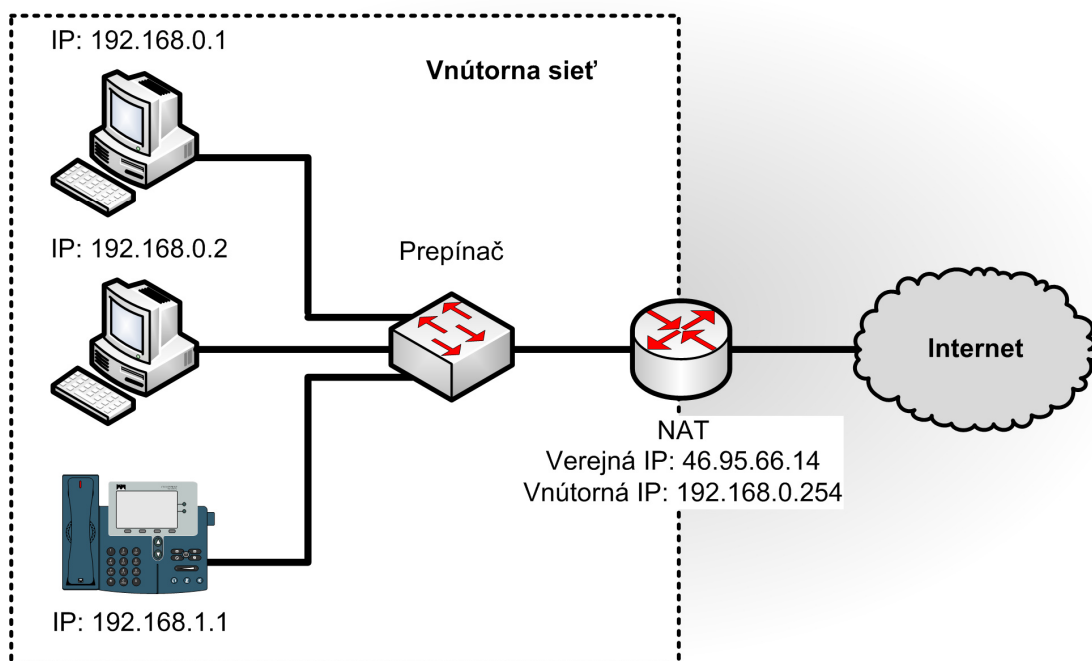 IP: 192.168.0.1
Vnútorna sieť
IP: 192.168.0.2
Prepínač
Internet
NAT
Verejná IP: 46.95.66.14
Vnútorná IP: 192.168.0.254
IP: 192.168.1.1